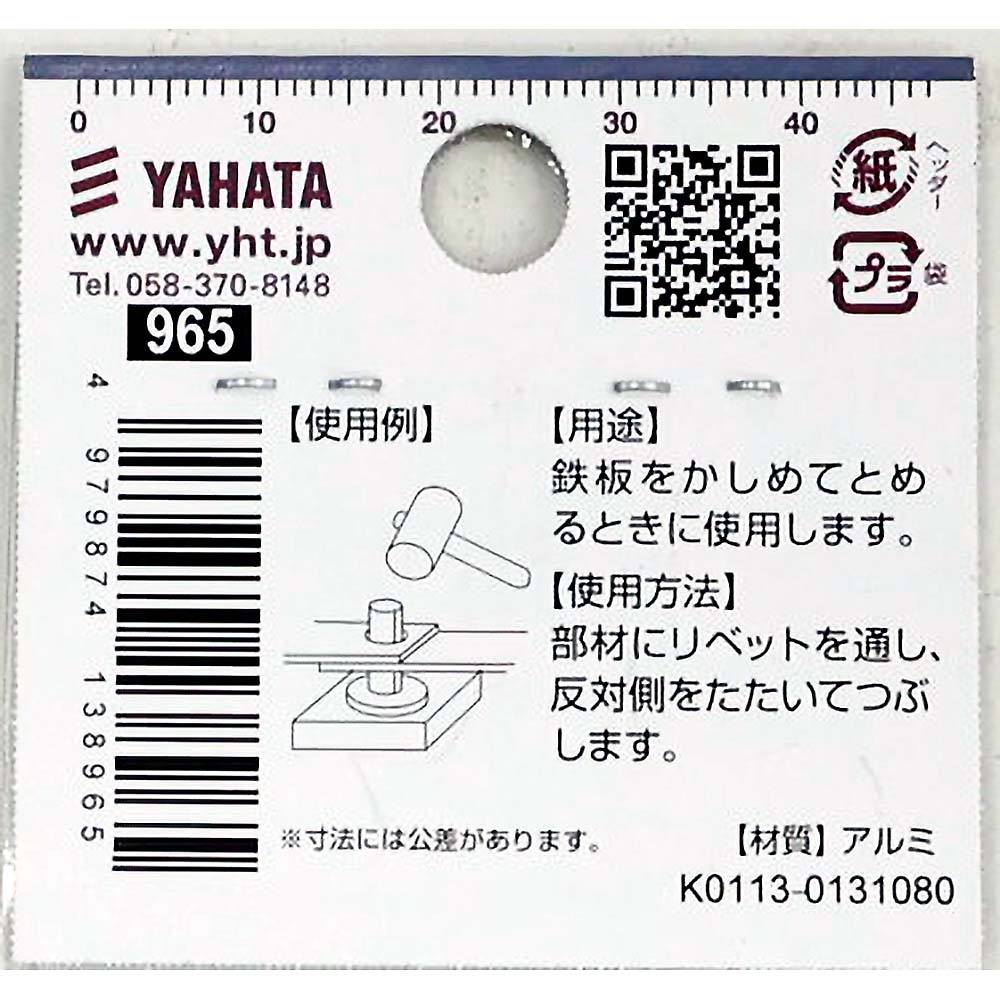 0 10 20 30 40
YAHATA
www.yht.jp
Tel. 058-370-8148
965
紙
ヘッダー
プラ
袋
4 979874 138965
【使用例】
【用途】
鉄板をかしめてとめ
るときに使用します。
【使用方法】
部材にリベットを通し、
反対側をたたいてつぶ
します。
※寸法には公差があります。
【材質】アルミ
K0113-0131080